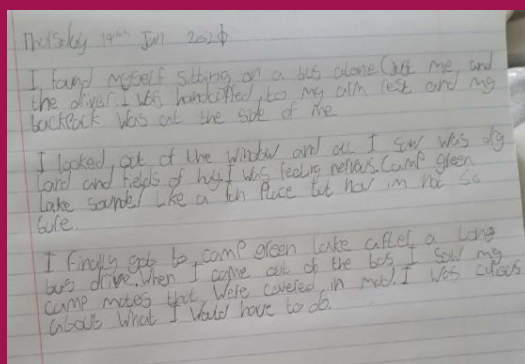 Thursday 14th Jan 2021
I found myself sitting on a bus alone (Just me, and
the driver. I was handcuffed to my arm rest and my
backpack was at the side of me.
I looked, out of the window and all I saw was dry
Land and fields of hay. I was feeling nervous. Camp green
Lake sounded Like a fun Place but now im not so
sure.
I finally got to, camp green Lake after a long
bus drive. When I came out of the bus I saw my
camp mates that, were covered, in mud. I was curious
about what I would have to do.